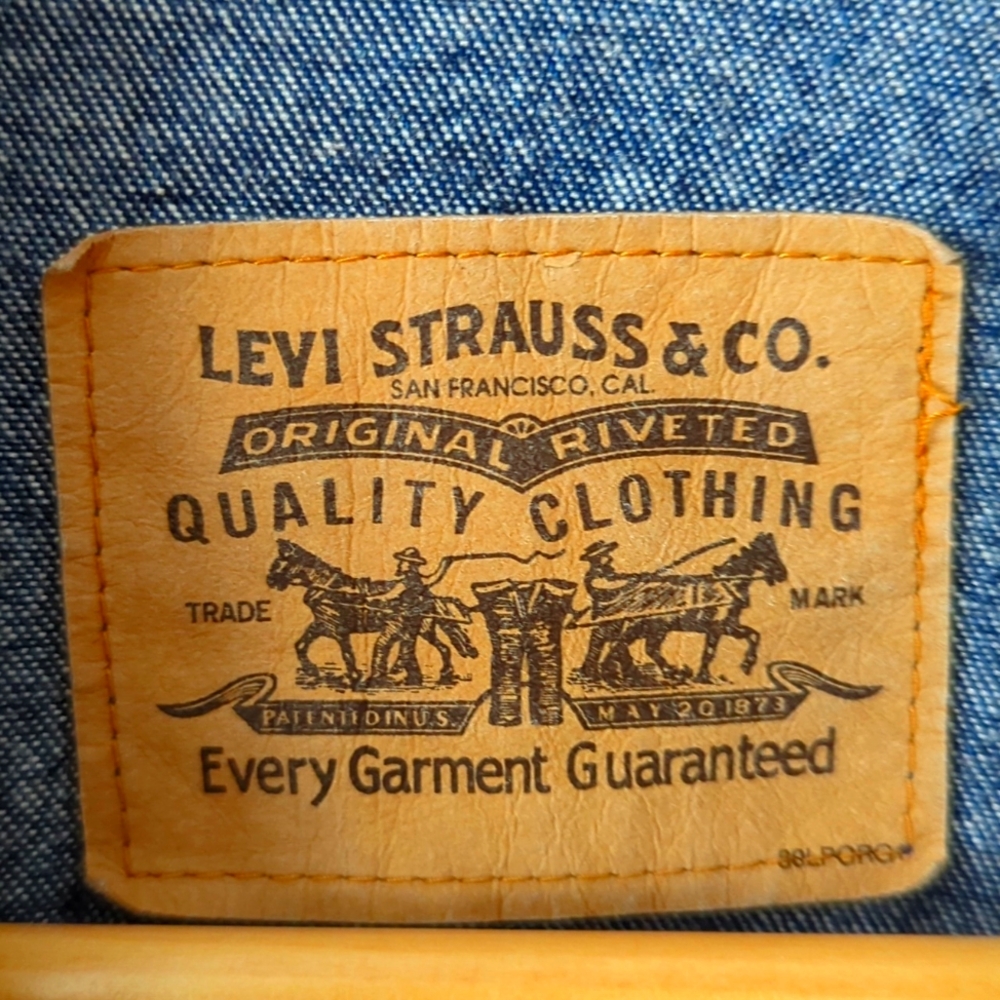 LEVI STRAUSS & CO.
SAN FRANCISCO, CAL.
ORIGINAL RIVETED
QUALITY CLOTHING
TRADE MARK
PATENTED IN U.S. MAY 20 1873
Every Garment Guaranteed